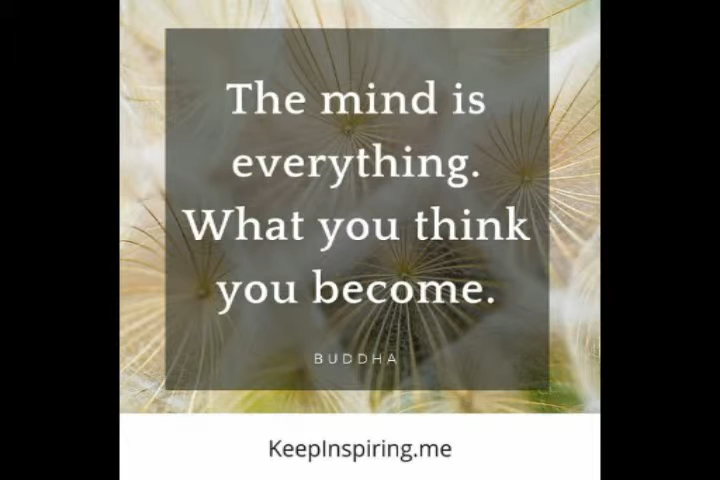 The mind is
everything.
What you think
you become.
BUDDHA
KeepInspiring.me